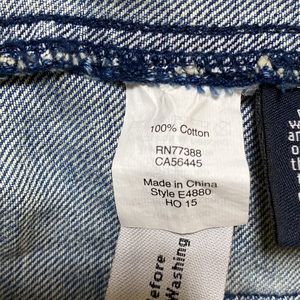 100% Cotton
RN77388
CA56445
Made in China
Style E4880
HO 15
efore
Washing
w
a
o
t